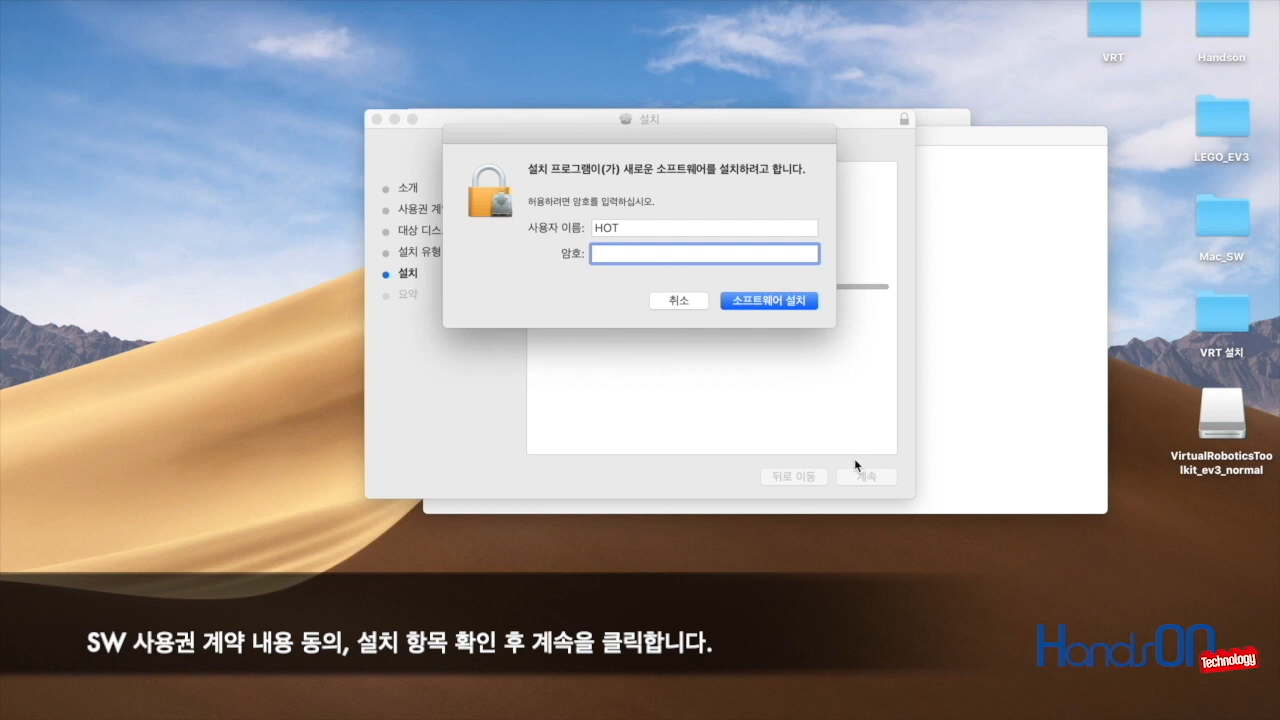 VRT
Handson
LEGO_EV3
Mac_SW
VRT 설치
VirtualRoboticsToo
lkit_ev3_normal
설치
소개
사용권 계
대상 디스
설치 유형
설치
요약
설치 프로그램이(가) 새로운 소프트웨어를 설치하려고 합니다.
허용하려면 암호를 입력하십시오.
사용자 이름: HOT
암호:
취소
소프트웨어 설치
뒤로 이동
계속
SW 사용권 계약 내용 동의, 설치 항목 확인 후 계속을 클릭합니다.
HandsON
Technology